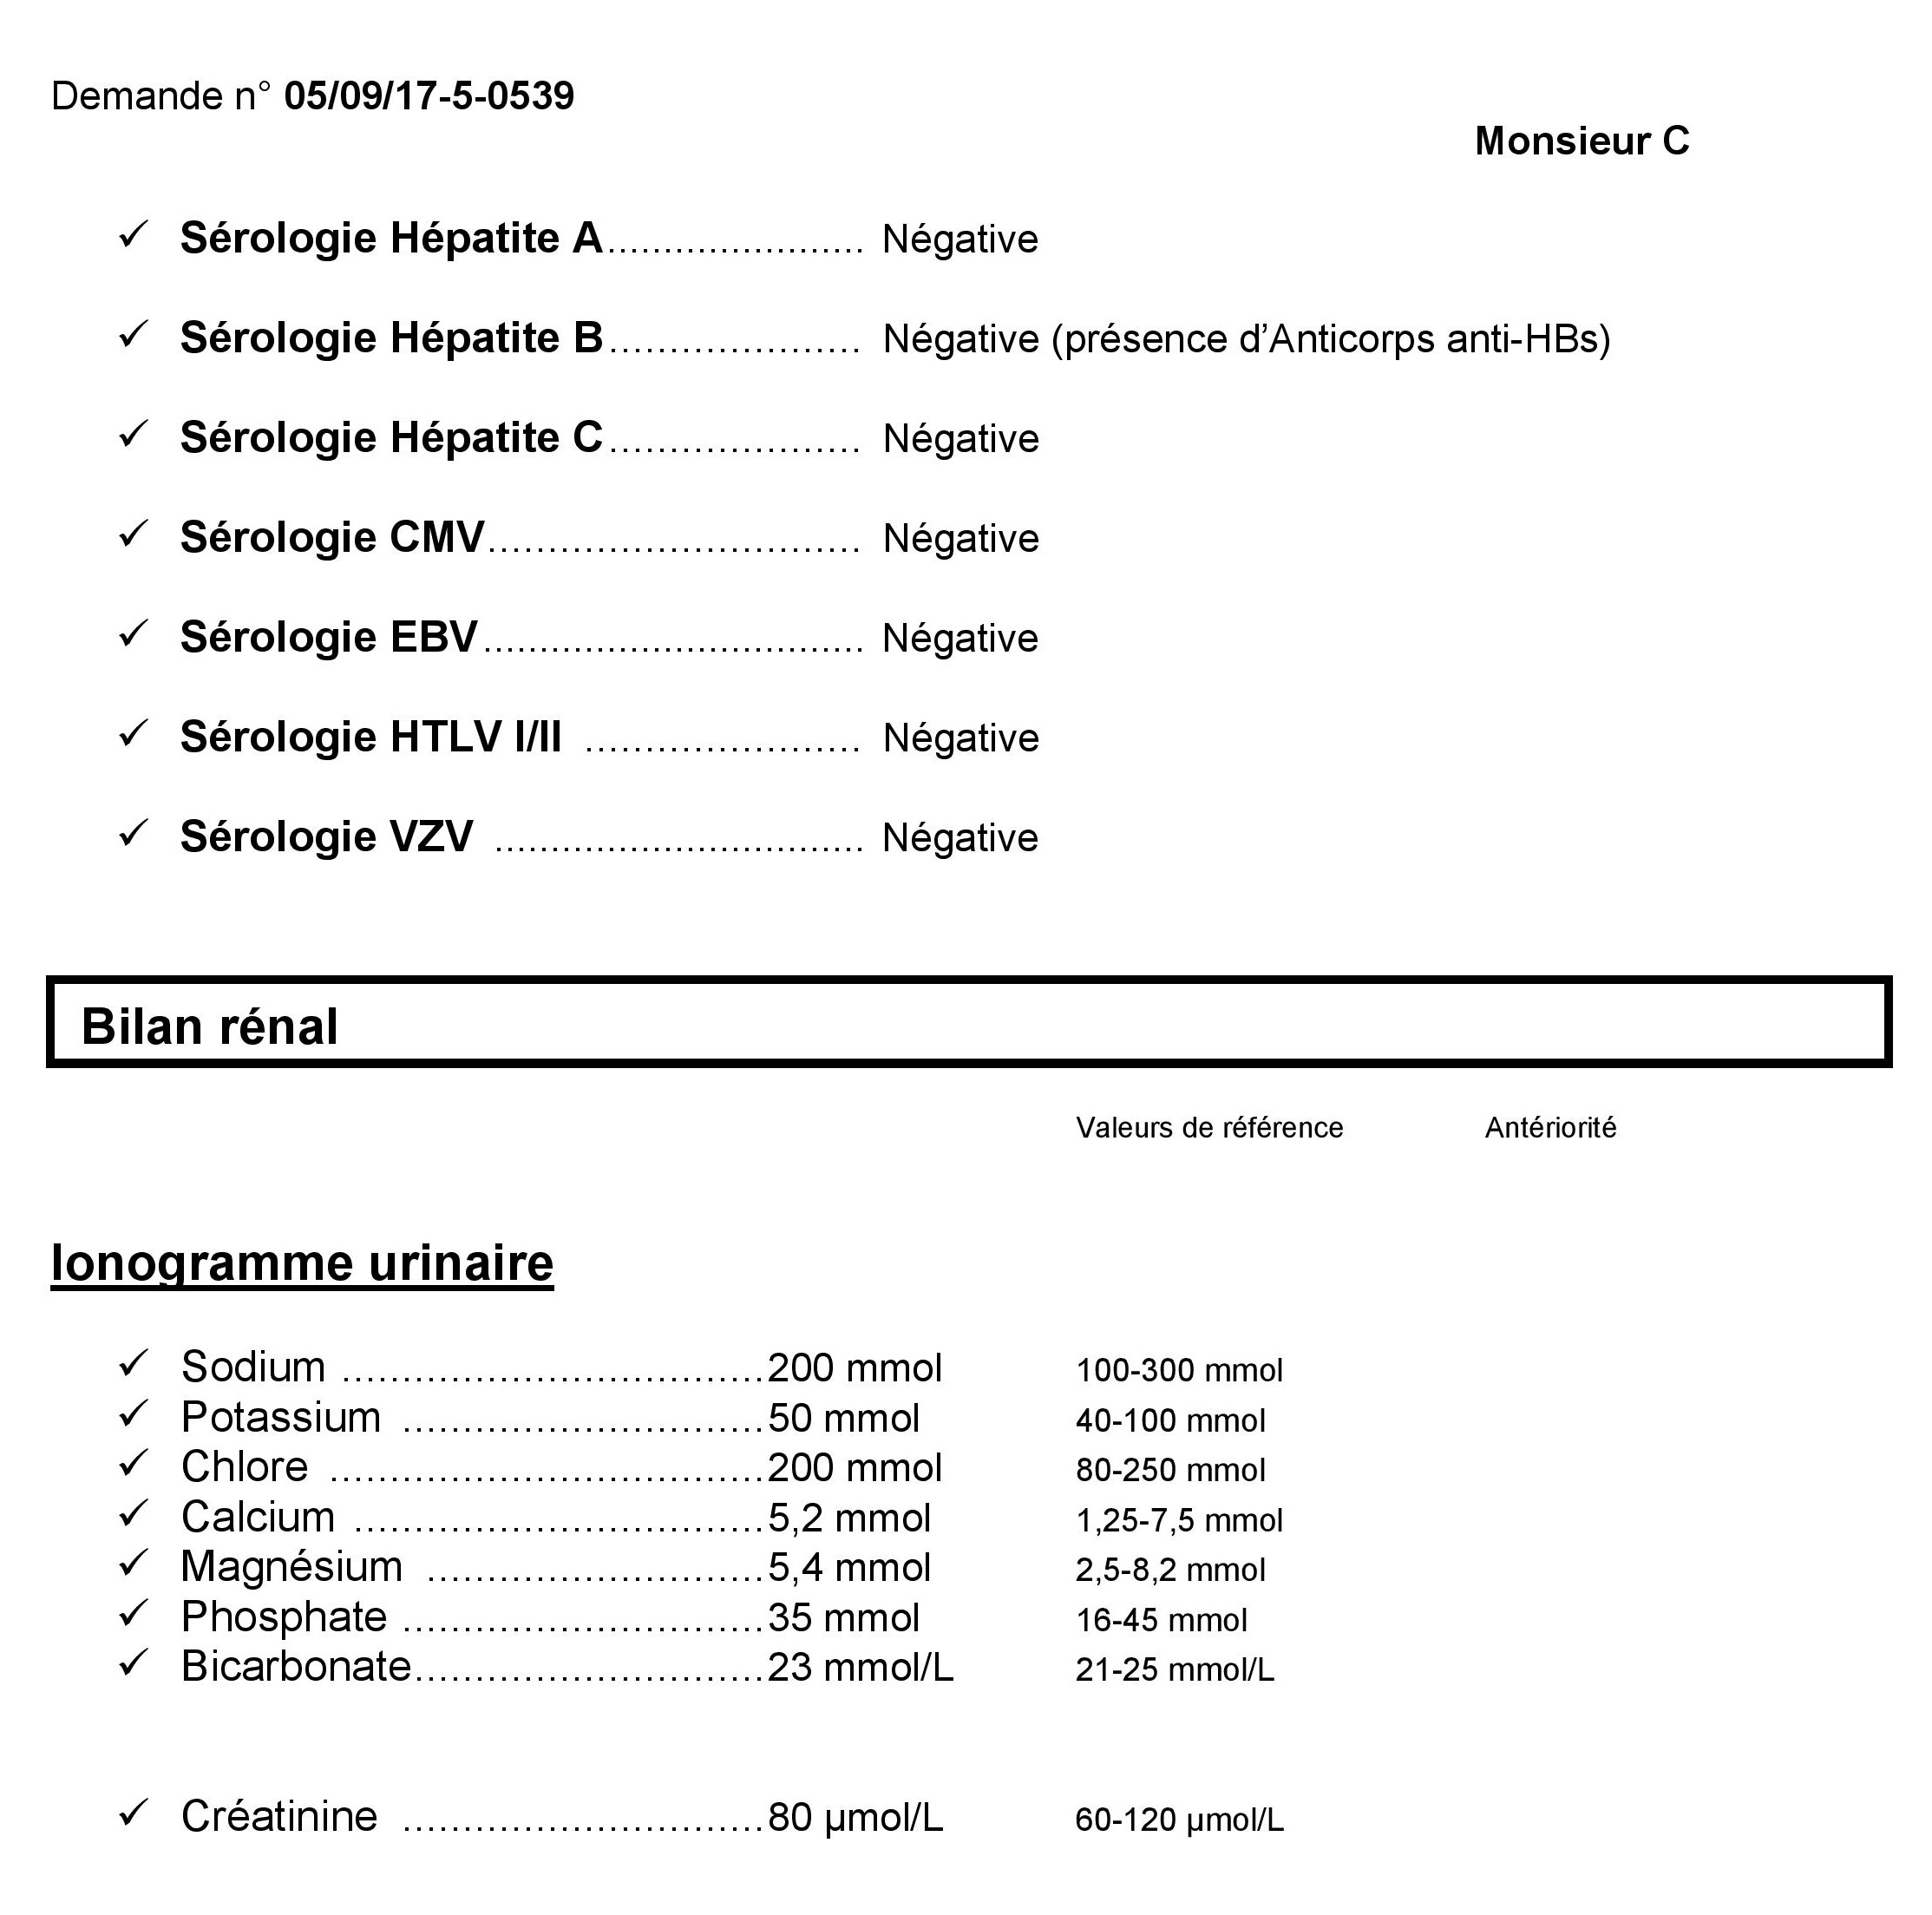 Demande n° 05/09/17-5-0539
Monsieur C
✓ Sérologie Hépatite A...................... Négative
✓ Sérologie Hépatite B..................... Négative (présence d’Anticorps anti-HBs)
✓ Sérologie Hépatite C..................... Négative
✓ Sérologie CMV............................... Négative
✓ Sérologie EBV................................. Négative
✓ Sérologie HTLV I/II ....................... Négative
✓ Sérologie VZV ................................ Négative
Bilan rénal
Valeurs de référence Antériorité
Ionogramme urinaire
✓ Sodium ...................................200 mmol 100-300 mmol
✓ Potassium ..............................50 mmol 40-100 mmol
✓ Chlore ....................................200 mmol 80-250 mmol
✓ Calcium ..................................5,2 mmol 1,25-7,5 mmol
✓ Magnésium ............................5,4 mmol 2,5-8,2 mmol
✓ Phosphate ..............................35 mmol 16-45 mmol
✓ Bicarbonate.............................23 mmol/L 21-25 mmol/L
✓ Créatinine ..............................80 µmol/L 60-120 µmol/L